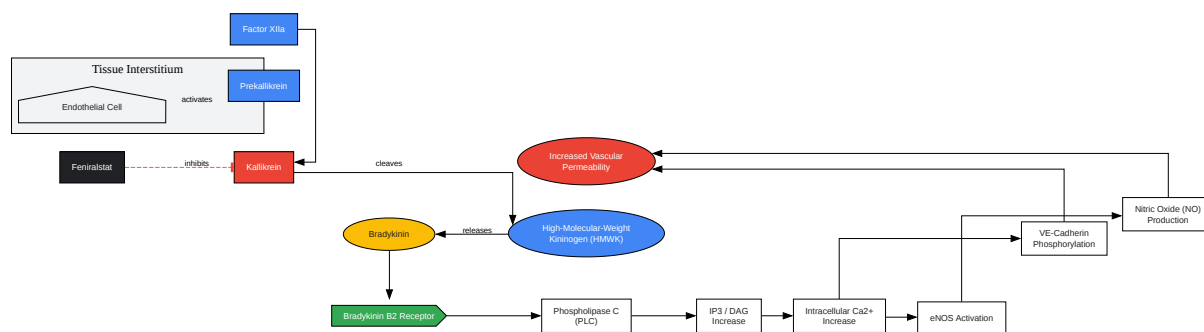 Factor XIIa
Tissue Interstitium
Prekallikrein
activates
Endothelial Cell
Feniralstat
inhibits
Kallikrein
cleaves
Increased Vascular
Permeability
Nitric Oxide (NO)
Production
Bradykinin
releases
High-Molecular-Weight
Kininogen (HMWK)
VE-Cadherin
Phosphorylation
Bradykinin B2 Receptor
Phospholipase C
(PLC)
IP3 / DAG
Increase
Intracellular Ca2+
Increase
eNOS Activation